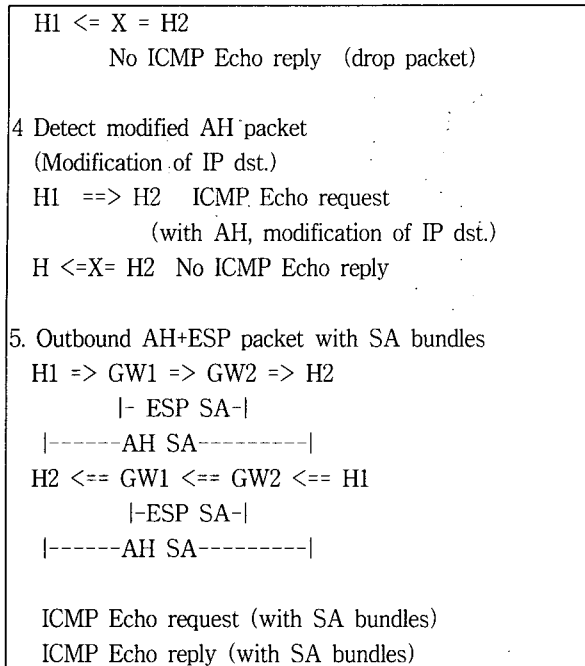 H1 <= X = H2
No ICMP Echo reply (drop packet)
4 Detect modified AH packet
(Modification of IP dst.)
H1 ==> H2 ICMP Echo request
(with AH, modification of IP dst.)
H <=X= H2 No ICMP Echo reply
5. Outbound AH+ESP packet with SA bundles
H1 => GW1 => GW2 => H2
|- ESP SA-|
|------AH SA---------|
H2 <== GW1 <== GW2 <== H1
|-ESP SA-|
|------AH SA---------|
ICMP Echo request (with SA bundles)
ICMP Echo reply (with SA bundles)